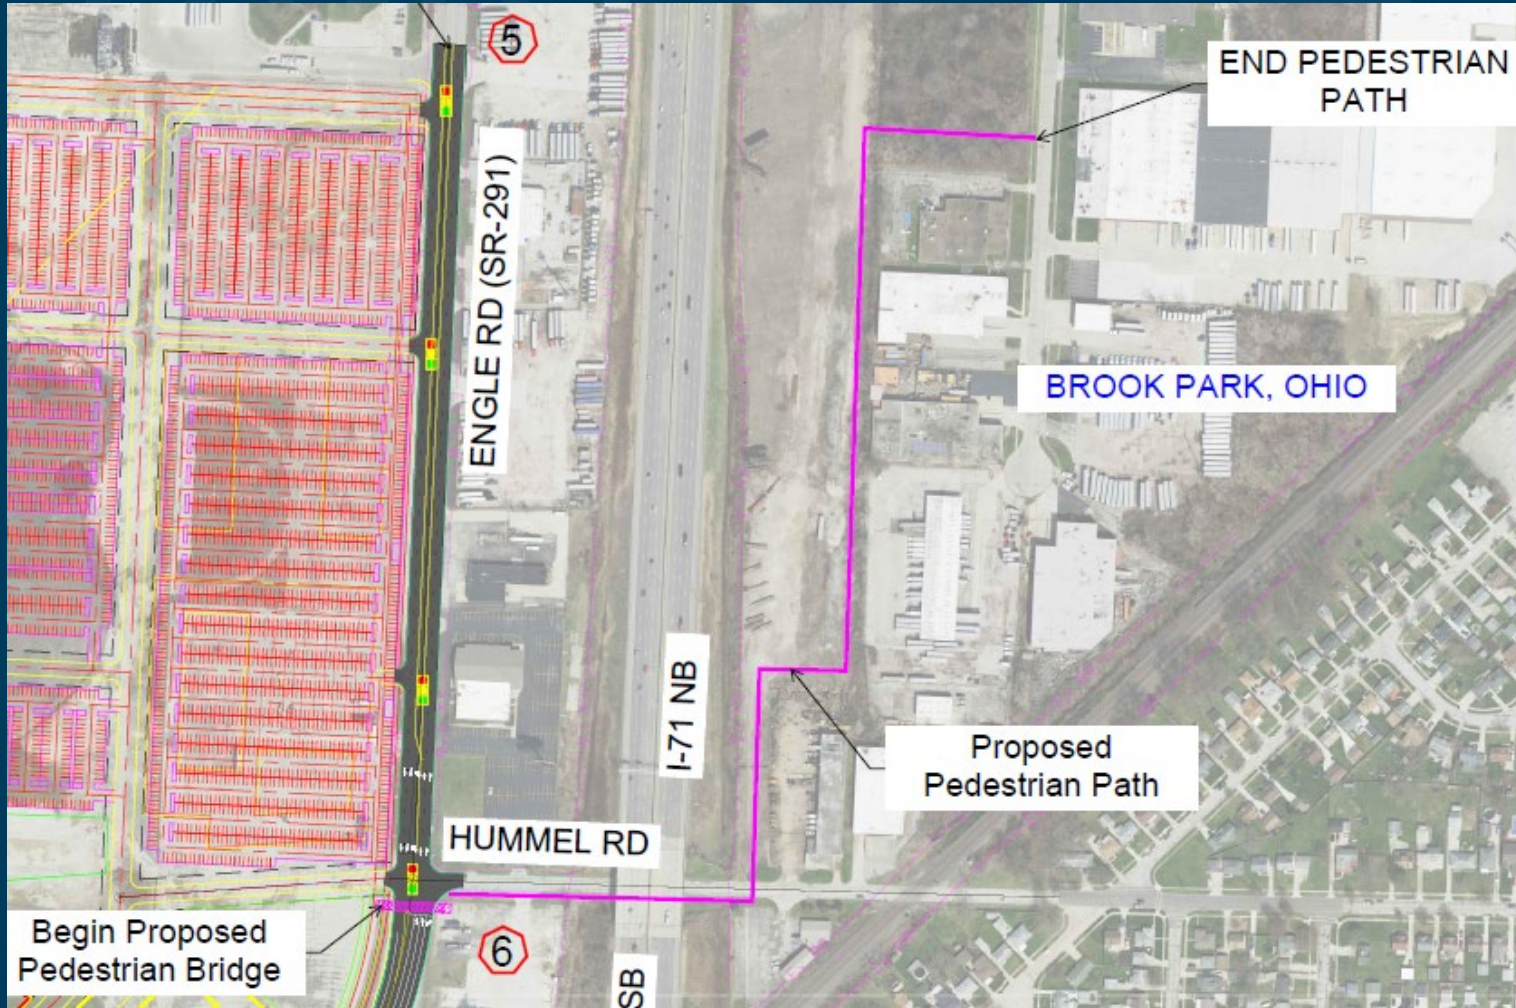 5
END PEDESTRIAN
PATH
ENGLE RD (SR-291)
BROOK PARK, OHIO
I-71 NB
Proposed
Pedestrian Path
HUMMEL RD
Begin Proposed
Pedestrian Bridge
6
SB